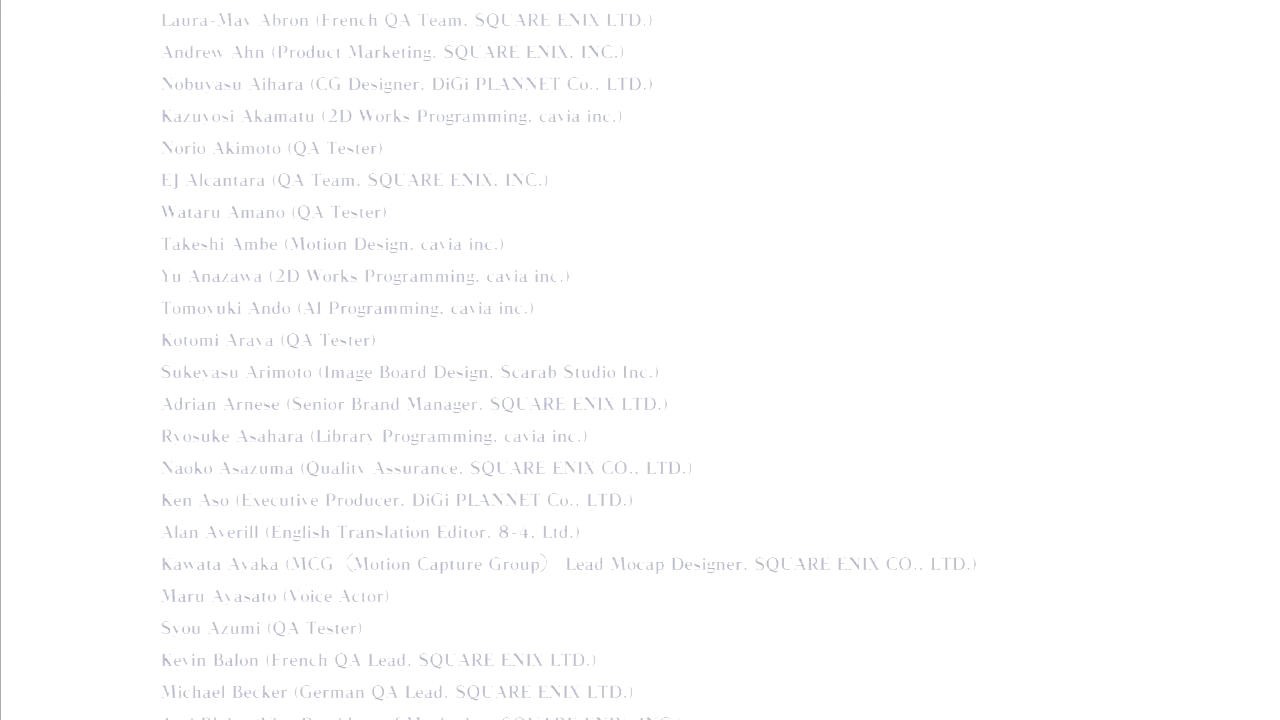 Laura-May Abron (French QA Team, SQUARE ENIX LTD.)
Andrew Ahn (Product Marketing, SQUARE ENIX, INC.)
Nobuyasu Aihara (CG Designer, DiGi PLANNET Co., LTD.)
Kazuyosi Akamatu (2D Works Programming, cavia inc.)
Norio Akimoto (QA Tester)
EJ Alcantara (QA Team, SQUARE ENIX, INC.)
Wataru Amano (QA Tester)
Takeshi Ambe (Motion Design, cavia inc.)
Yu Anazawa (2D Works Programming, cavia inc.)
Tomoyuki Ando (AI Programming, cavia inc.)
Kotomi Araya (QA Tester)
Sukeyasu Arimoto (Image Board Design, Scarab Studio Inc.)
Adrian Arnese (Senior Brand Manager, SQUARE ENIX LTD.)
Ryosuke Asahara (Library Programming, cavia inc.)
Naoko Asazuma (Quality Assurance, SQUARE ENIX CO., LTD.)
Ken Aso (Executive Producer, DiGi PLANNET Co., LTD.)
Alan Averill (English Translation Editor, 8-4, Ltd.)
Kawata Ayaka (MCG（Motion Capture Group） Lead Mocap Designer, SQUARE ENIX CO., LTD.)
Maru Ayasato (Voice Actor)
Syou Azumi (QA Tester)
Kevin Balon (French QA Lead, SQUARE ENIX LTD.)
Michael Becker (German QA Lead, SQUARE ENIX LTD.)